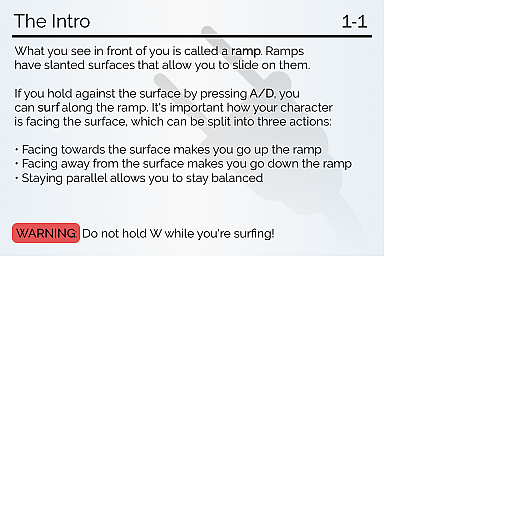 The Intro 1-1
What you see in front of you is called a ramp. Ramps
have slanted surfaces that allow you to slide on them.
If you hold against the surface by pressing A/D, you
can surf along the ramp. It's important how your character
is facing the surface, which can be split into three actions:
• Facing towards the surface makes you go up the ramp
• Facing away from the surface makes you go down the ramp
• Staying parallel allows you to stay balanced
WARNING Do not hold W while you're surfing!